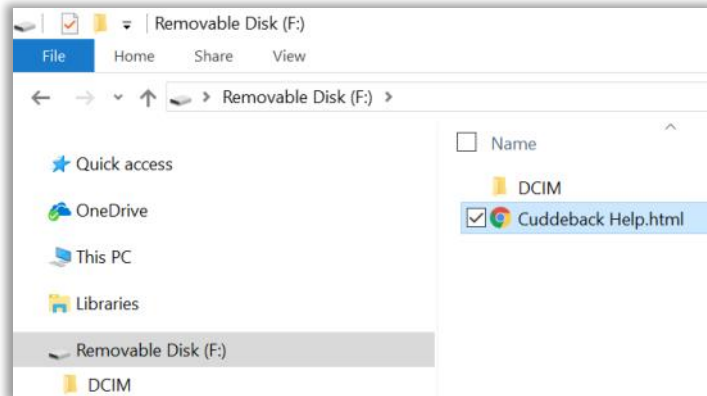 Removable Disk (F:)
File Home Share View
Removable Disk (F:)
Quick access
OneDrive
This PC
Libraries
Removable Disk (F:)
DCIM
Name
DCIM
Cuddeback Help.html